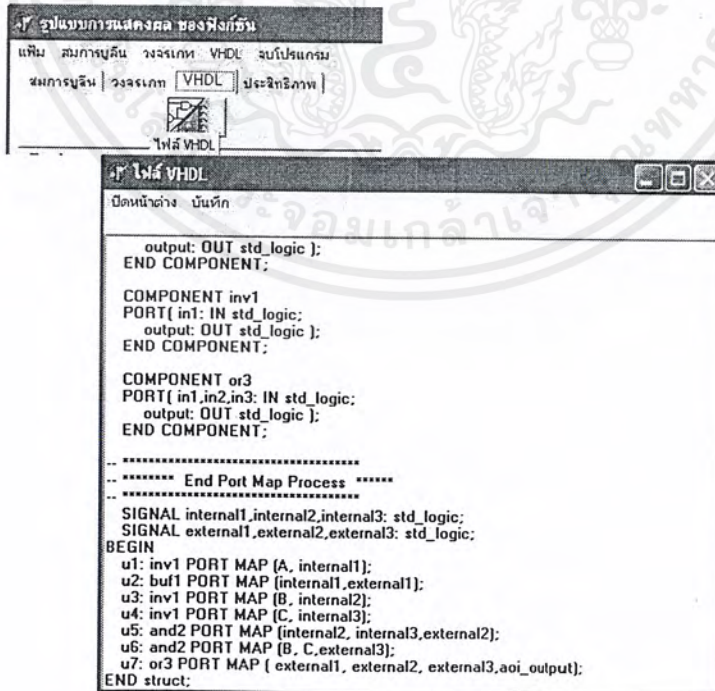 รูปแบบการแสดงผล ของฟังก์ชัน
แฟ้ม สมการบูลีน วงจรเกท VHDL จบโปรแกรม
สมการบูลีน วงจรเกท VHDL ประสิทธิภาพ
ไฟล์ VHDL
ไฟล์ VHDL
ปิดหน้าต่าง บันทึก
output: OUT std_logic );
END COMPONENT;
COMPONENT inv1
PORT( in1: IN std_logic;
output: OUT std_logic );
END COMPONENT;
COMPONENT or3
PORT( in1,in2,in3: IN std_logic;
output: OUT std_logic );
END COMPONENT;
-- ************************************
-- ******** End Port Map Process ******
-- ************************************
SIGNAL internal1,internal2,internal3: std_logic;
SIGNAL external1,external2,external3: std_logic;
BEGIN
u1: inv1 PORT MAP (A, internal1);
u2: buf1 PORT MAP (internal1,external1);
u3: inv1 PORT MAP (B, internal2);
u4: inv1 PORT MAP (C, internal3);
u5: and2 PORT MAP (internal2, internal3,external2);
u6: and2 PORT MAP (B, C,external3);
u7: or3 PORT MAP ( external1, external2, external3,aoi_output);
END struct;